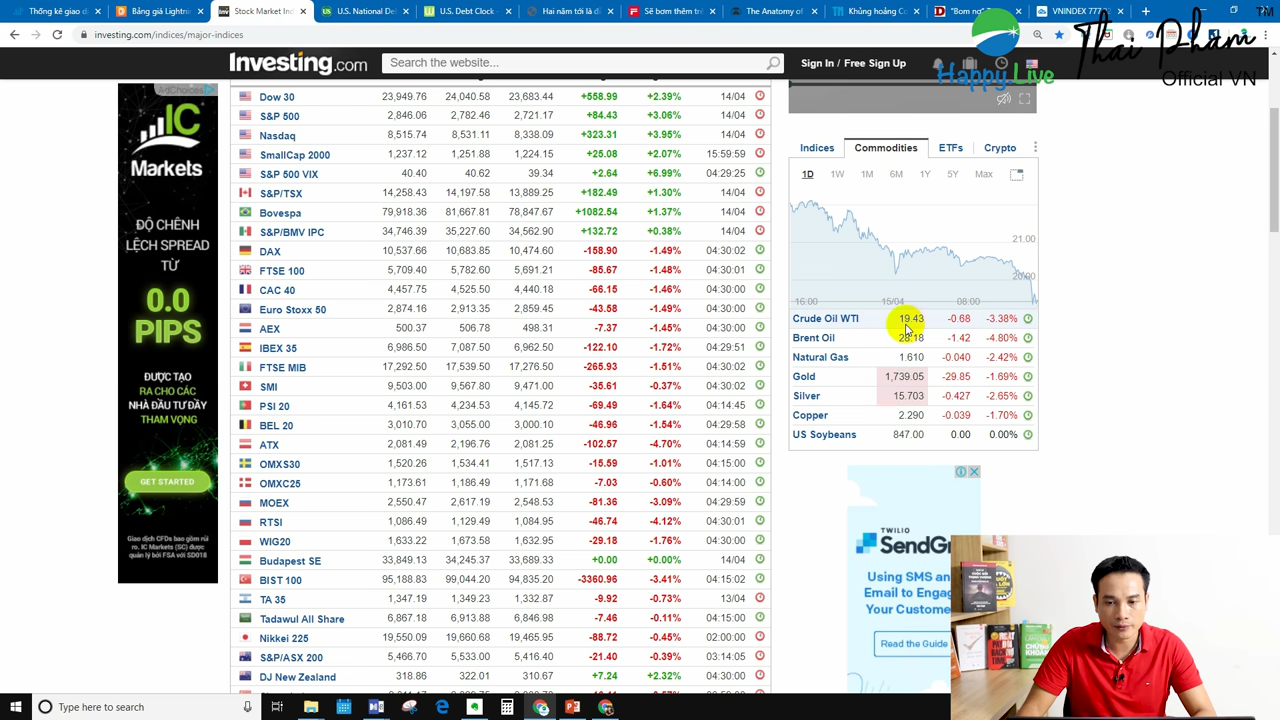 Thống kê giao d
Bảng giá Lightnin
Stock Market Ind
U.S. National De
U.S. Debt Clock -
Hai năm tới là d
Sẽ bơm thêm tr
The Anatomy o
Khủng hoảng Co
"Bom nợ"
VNINDEX 777
investing.com/indices/major-indices
Thai Pham
TM
Happy.Live
Official VN
Investing.com
Search the website...
Sign In / Free Sign Up
AdChoices
IC
Markets
ĐỘ CHÊNH
LỆCH SPREAD
TỪ
0.0
PIPS
ĐƯỢC TẠO
RA CHO CÁC
NHÀ ĐẦU TƯ ĐẦY
THAM VỌNG
GET STARTED
Giao dịch CFDs bao gồm rủi
ro. IC Markets (SC) được
quản lý bởi FSA với SD018
Dow 30 23,949.76 24,040.58 23,683.44 +558.99 +2.39% 14/04
S&P 500 2,846.06 2,782.46 2,721.17 +84.43 +3.06% 14/04
Nasdaq 8,515.74 8,531.11 8,338.09 +323.31 +3.95% 14/04
SmallCap 2000 1,237.12 1,251.88 1,224.15 +25.08 +2.07% 15:59:59
S&P 500 VIX 40.40 40.62 39.34 +2.64 +6.99% 04:29:25
S&P/TSX 14,258.43 14,197.58 13,889.25 +182.49 +1.30% 14/04
Bovespa 79,918.36 81,667.81 78,847.67 +1082.54 +1.37% 14/04
S&P/BMV IPC 34,746.39 35,227.60 34,562.90 +132.72 +0.38% 14/04
DAX 10,537.66 10,683.85 10,474.60 -158.90 -1.49% 04:30:02
FTSE 100 5,709.40 5,782.60 5,691.21 -85.67 -1.48% 04:30:01
CAC 40 4,457.75 4,525.50 4,440.18 -66.15 -1.46% 04:30:00
Euro Stoxx 50 2,874.16 2,913.35 2,859.45 -43.58 -1.49% 04:30:00
AEX 500.37 506.78 498.31 -7.37 -1.45% 04:30:00
IBEX 35 6,986.50 7,087.50 6,962.50 -122.10 -1.72% 04:29:51
FTSE MIB 17,292.50 17,539.50 17,276.50 -265.93 -1.51% 04:30:02
SMI 9,503.00 9,567.80 9,471.00 -35.61 -0.37% 04:30:02
PSI 20 4,161.53 4,234.53 4,145.72 -69.49 -1.64% 04:14:45
BEL 20 3,010.70 3,055.00 3,000.10 -46.96 -1.54% 04:29:58
ATX 2,081.49 2,196.76 2,081.25 -102.57 -4.70% 04:14:59
OMXS30 1,520.26 1,534.41 1,517.13 -15.59 -1.01% 04:15:00
OMXC25 1,173.61 1,186.49 1,171.68 -7.03 -0.60% 04:14:00
MOEX 2,550.47 2,617.19 2,548.53 -81.36 -3.09% 04:29:59
RTSI 1,086.49 1,129.49 1,084.95 -46.74 -4.12% 04:30:01
WIG20 1,633.22 1,673.58 1,632.95 -29.18 -1.76% 04:30:00
Budapest SE 33,849.13 34,245.37 33,689.33 +0.00 +0.00% 14/04
BIST 100 95,188.83 99,044.20 94,835.22 -3360.96 -3.41% 04:15:02
TA 35 1,347.19 1,349.23 1,332.87 -9.92 -0.73% 13/04
Tadawul All Share 6,867.18 6,913.88 6,846.98 -7.46 -0.11% 04:15:00
Nikkei 225 19,550.09 19,660.68 19,465.95 -88.72 -0.45% 02:00:00
S&P/ASX 200 5,466.70 5,533.00 5,416.40 -21.40 -0.39% 03:14:05
DJ New Zealand 318.86 322.01 310.67 +7.24 +2.32% 04:15:00
Indices Commodities ETFs Crypto
1D 1W 1M 6M 1Y 5Y Max
21.00
20.00
16:00 15/04 08:00
Crude Oil WTI 19.43 -0.68 -3.38%
Brent Oil 28.18 -1.42 -4.80%
Natural Gas 1.610 -0.040 -2.42%
Gold 1,739.05 -29.85 -1.69%
Silver 15.703 -0.427 -2.65%
Copper 2.290 -0.039 -1.70%
US Soybeans 847.00 0.00 0.00%
TWILIO
SendGr
Using SMS an
Email to Engag
Your Custome
Read the Guide
Type here to search